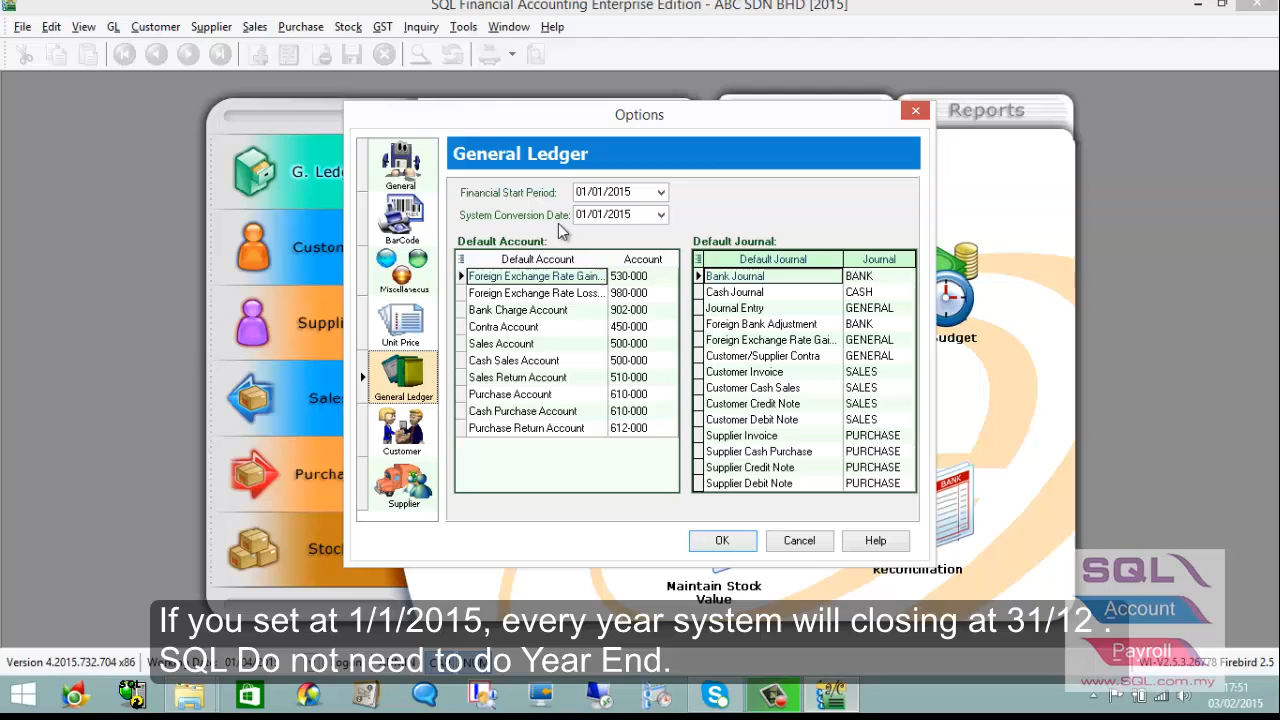 SQL Financial Accounting Enterprise Edition - ABC SDN BHD [2015]
File Edit View GL Customer Supplier Sales Purchase Stock GST Inquiry Tools Window Help
Reports
Options
General Ledger
General
BarCode
Miscellaneous
Unit Price
General Ledger
Customer
Supplier
Financial Start Period: 01/01/2015
System Conversion Date: 01/01/2015
Default Account:
Default Account Account
Foreign Exchange Rate Gain... 530-000
Foreign Exchange Rate Loss... 980-000
Bank Charge Account 902-000
Contra Account 450-000
Sales Account 500-000
Cash Sales Account 500-000
Sales Return Account 510-000
Purchase Account 610-000
Cash Purchase Account 610-000
Purchase Return Account 612-000
Default Journal:
Default Journal Journal
Bank Journal BANK
Cash Journal CASH
Journal Entry GENERAL
Foreign Bank Adjustment BANK
Foreign Exchange Rate Gai... GENERAL
Customer/Supplier Contra GENERAL
Customer Invoice SALES
Customer Cash Sales SALES
Customer Credit Note SALES
Customer Debit Note SALES
Supplier Invoice PURCHASE
Supplier Cash Purchase PURCHASE
Supplier Credit Note PURCHASE
Supplier Debit Note PURCHASE
OK Cancel Help
G. Led
Custo
Suppli
Sales
Purcha
Stoc
udget
BANK
Reconciliation
Maintain Stock
Value
If you set at 1/1/2015, every year system will closing at 31/12 .
SQL Do not need to do Year End.
SQL
Account
Payroll
www.SQL.com.my
Version 4.2015.732.704 x86
WI-V2.5.3.26778 Firebird 2.5
17:51
03/02/2015